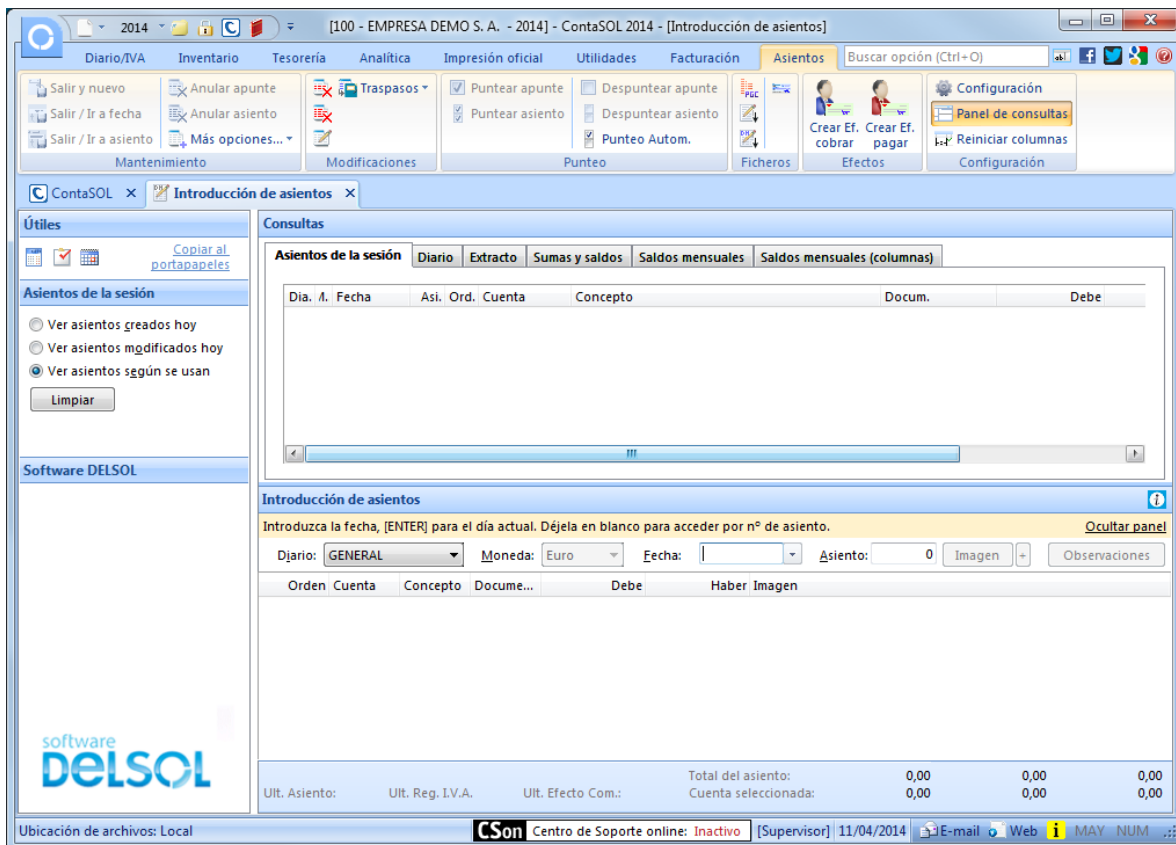 2014
[100 - EMPRESA DEMO S. A. - 2014] - ContaSOL 2014 - [Introducción de asientos]
Diario/IVA Inventario Tesorería Analítica Impresión oficial Utilidades Facturación Asientos Buscar opción (Ctrl+O)
Salir y nuevo Anular apunte Traspasos Puntear apunte Despuntear apunte PGC Configuración
Salir / Ir a fecha Anular asiento Puntear asiento Despuntear asiento Crear Ef. cobrar Crear Ef. pagar Panel de consultas
Salir / Ir a asiento Más opciones... Punteo Autom. Reiniciar columnas
Mantenimiento Modificaciones Punteo Ficheros Efectos Configuración
ContaSOL Introducción de asientos
Útiles
Copiar al
portapapeles
Asientos de la sesión
Ver asientos creados hoy
Ver asientos modificados hoy
Ver asientos según se usan
Limpiar
Software DELSOL
software
DELSOL
Consultas
Asientos de la sesión Diario Extracto Sumas y saldos Saldos mensuales Saldos mensuales (columnas)
Dia. Fecha Asi. Ord. Cuenta Concepto Docum. Debe
Introducción de asientos
Introduzca la fecha, [ENTER] para el día actual. Déjela en blanco para acceder por nº de asiento. Ocultar panel
Diario: GENERAL Moneda: Euro Fecha: Asiento: 0 Imagen + Observaciones
Orden Cuenta Concepto Docume... Debe Haber Imagen
Total del asiento: 0,00 0,00 0,00
Ult. Asiento: Ult. Reg. I.V.A. Ult. Efecto Com.: Cuenta seleccionada: 0,00 0,00 0,00
Ubicación de archivos: Local CSon Centro de Soporte online: Inactivo [Supervisor] 11/04/2014 E-mail Web MAY NUM